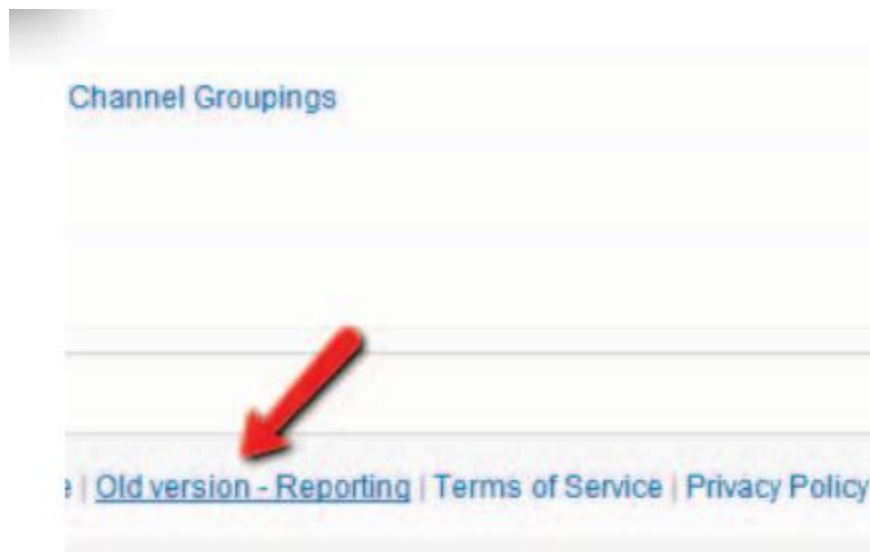 Channel Groupings
| Old version - Reporting | Terms of Service | Privacy Policy